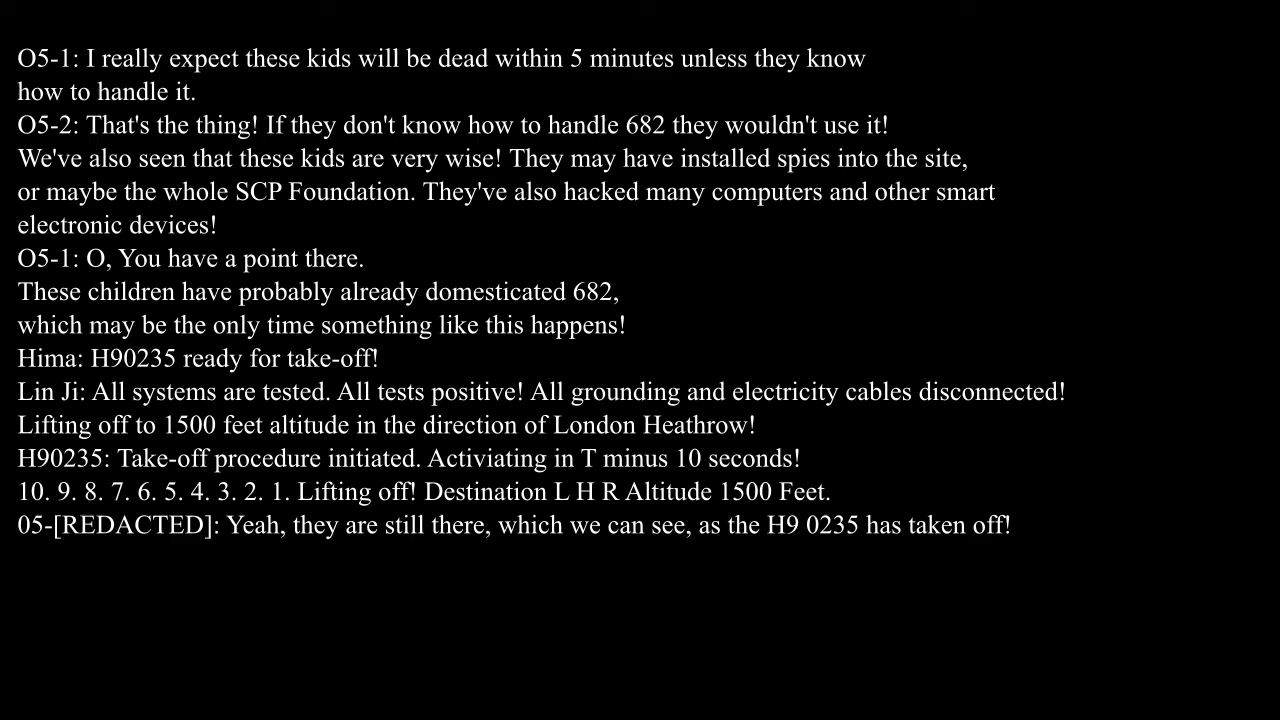 O5-1: I really expect these kids will be dead within 5 minutes unless they know
how to handle it.
O5-2: That's the thing! If they don't know how to handle 682 they wouldn't use it!
We've also seen that these kids are very wise! They may have installed spies into the site,
or maybe the whole SCP Foundation. They've also hacked many computers and other smart
electronic devices!
O5-1: O, You have a point there.
These children have probably already domesticated 682,
which may be the only time something like this happens!
Hima: H90235 ready for take-off!
Lin Ji: All systems are tested. All tests positive! All grounding and electricity cables disconnected!
Lifting off to 1500 feet altitude in the direction of London Heathrow!
H90235: Take-off procedure initiated. Activiating in T minus 10 seconds!
10. 9. 8. 7. 6. 5. 4. 3. 2. 1. Lifting off! Destination L H R Altitude 1500 Feet.
05-[REDACTED]: Yeah, they are still there, which we can see, as the H9 0235 has taken off!